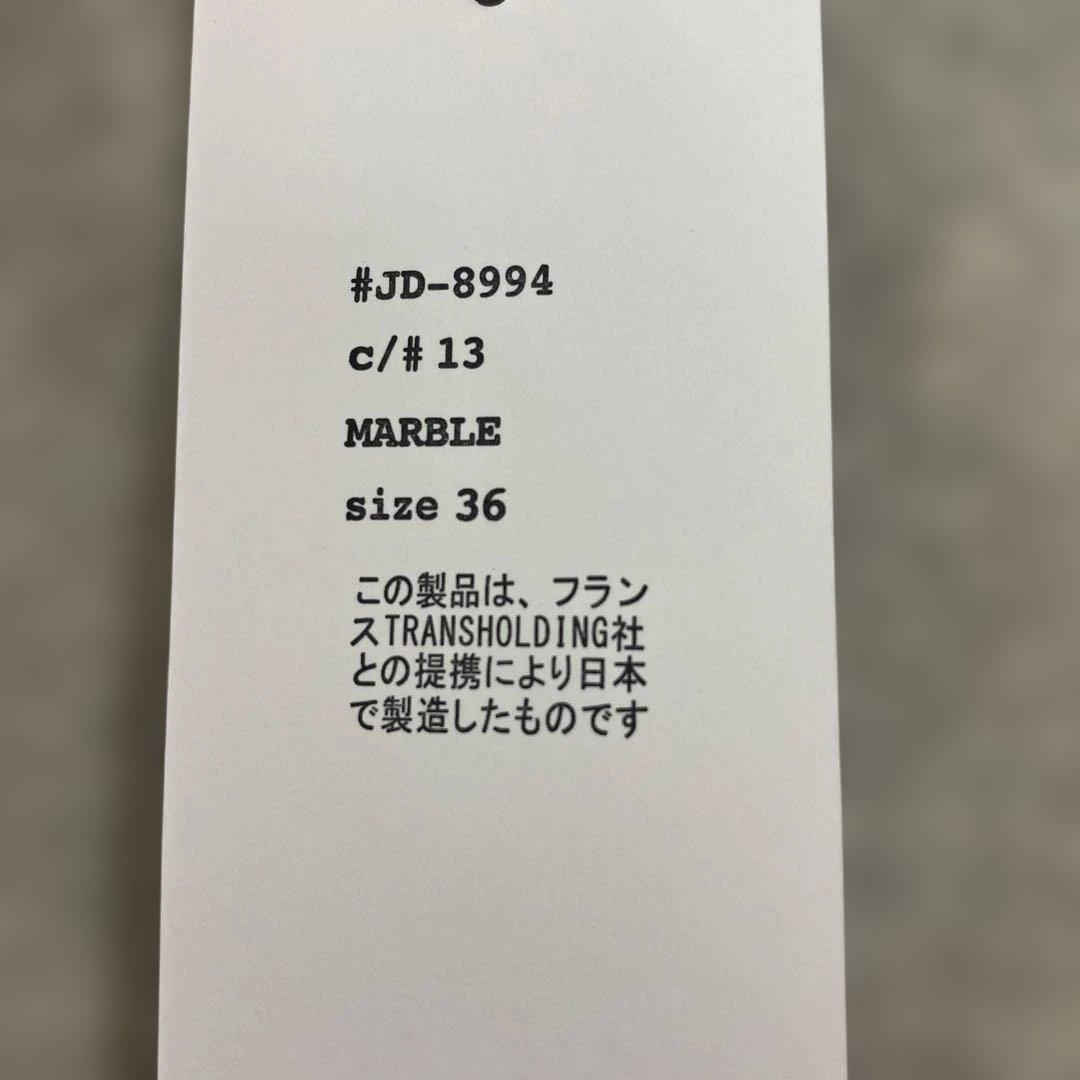 #JD-8994
c/# 13
MARBLE
size 36
この製品は、フラン
スTRANSHOLDING社
との提携により日本
で製造したものです